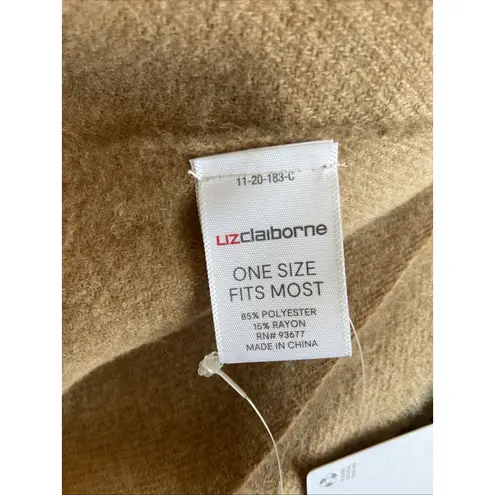 11-20-183-C
LIZclaiborne
ONE SIZE
FITS MOST
85% POLYESTER
15% RAYON
RN# 93677
MADE IN CHINA